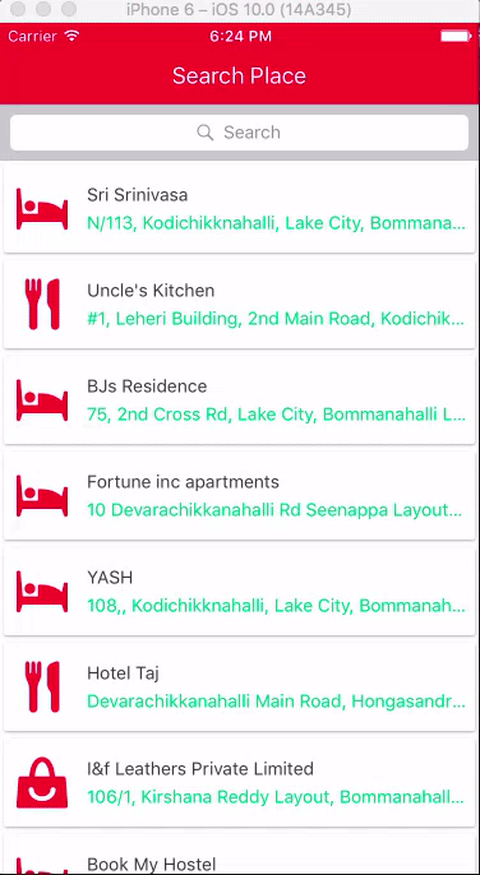 iPhone 6 – iOS 10.0 (14A345)
Carrier 6:24 PM
Search Place
Search
Sri Srinivasa
N/113, Kodichikknahalli, Lake City, Bommana...
Uncle's Kitchen
#1, Leheri Building, 2nd Main Road, Kodichik...
BJs Residence
75, 2nd Cross Rd, Lake City, Bommanahalli L...
Fortune inc apartments
10 Devarachikkanahalli Rd Seenappa Layout...
YASH
108,, Kodichikknahalli, Lake City, Bommanah...
Hotel Taj
Devarachikkanahalli Main Road, Hongasandr...
I&f Leathers Private Limited
106/1, Kirshana Reddy Layout, Bommanahall...
Book My Hostel